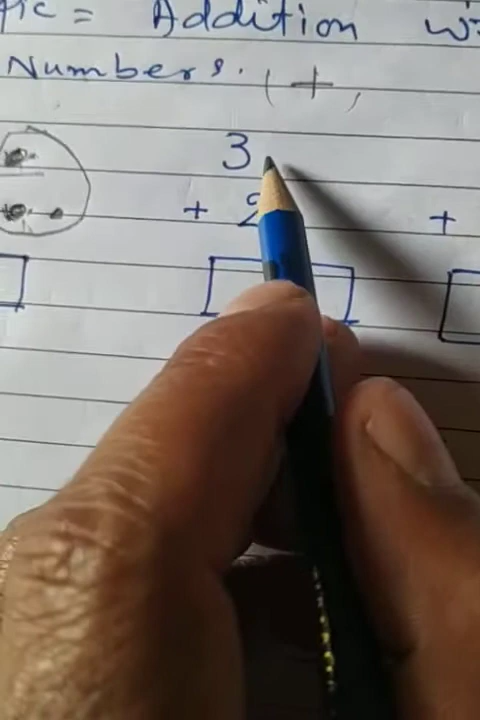 = Addition
Numbers. (+)
3
+ 2 +